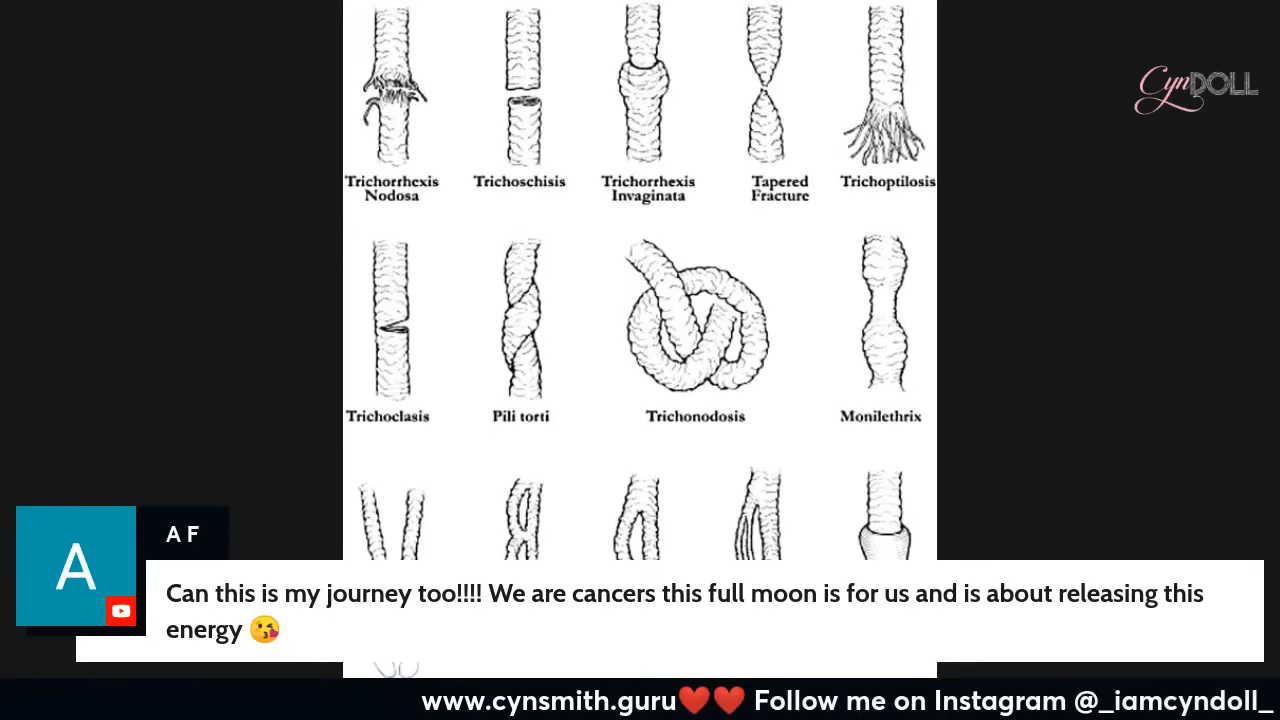 CynDOLL
Trichorrhexis
Nodosa
Trichoschisis
Trichorrhexis
Invaginata
Tapered
Fracture
Trichoptilosis
Trichoclasis
Pili torti
Trichonodosis
Monilethrix
A
A F
Can this is my journey too!!!! We are cancers this full moon is for us and is about releasing this
energy 😘
www.cynsmith.guru❤️❤️ Follow me on Instagram @_iamcyndoll_